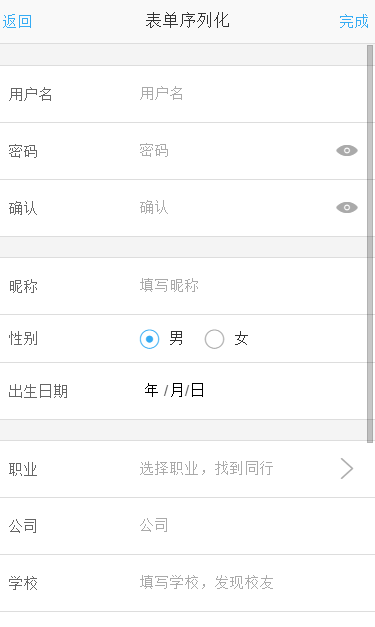 返回 表单序列化 完成
用户名 用户名
密码 密码
确认 确认
昵称 填写昵称
性别 男 女
出生日期 年 /月/日
职业 选择职业，找到同行
公司 公司
学校 填写学校，发现校友